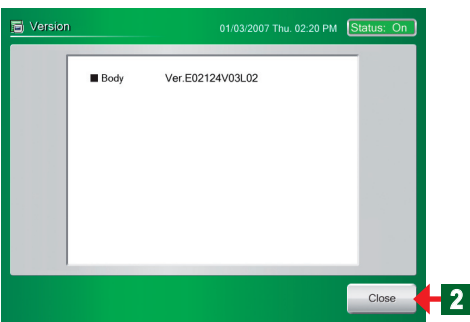 Version 01/03/2007 Thu. 02:20 PM Status: On
■ Body Ver.E02124V03L02
Close 2